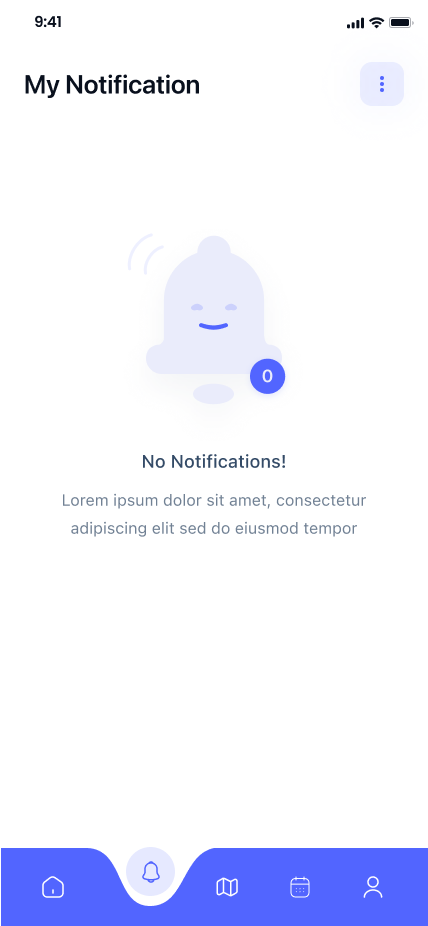 9:41
My Notification
0
No Notifications!
Lorem ipsum dolor sit amet, consectetur
adipiscing elit sed do eiusmod tempor